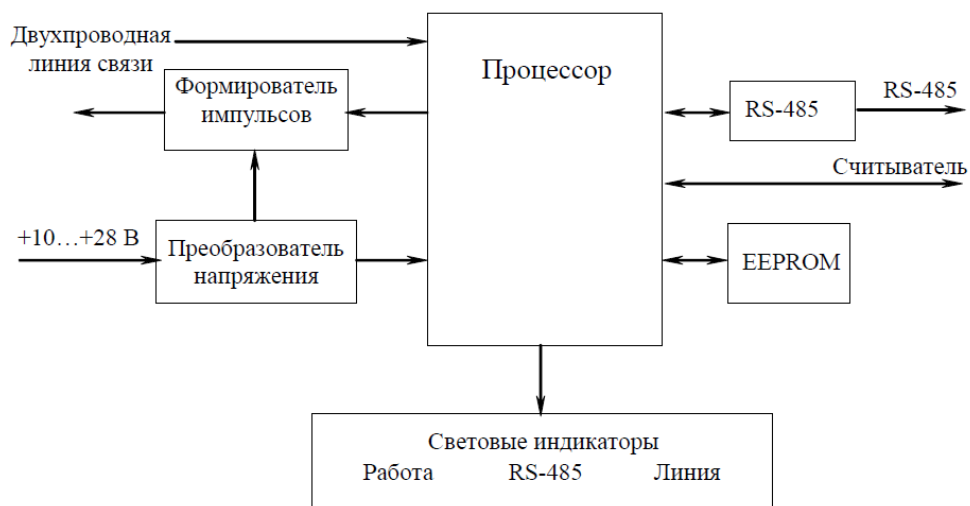 Двухпроводная
линия связи
Формирователь
импульсов
Процессор
RS-485
RS-485
Считыватель
+10…+28 В
Преобразователь
напряжения
EEPROM
Световые индикаторы
Работа RS-485 Линия